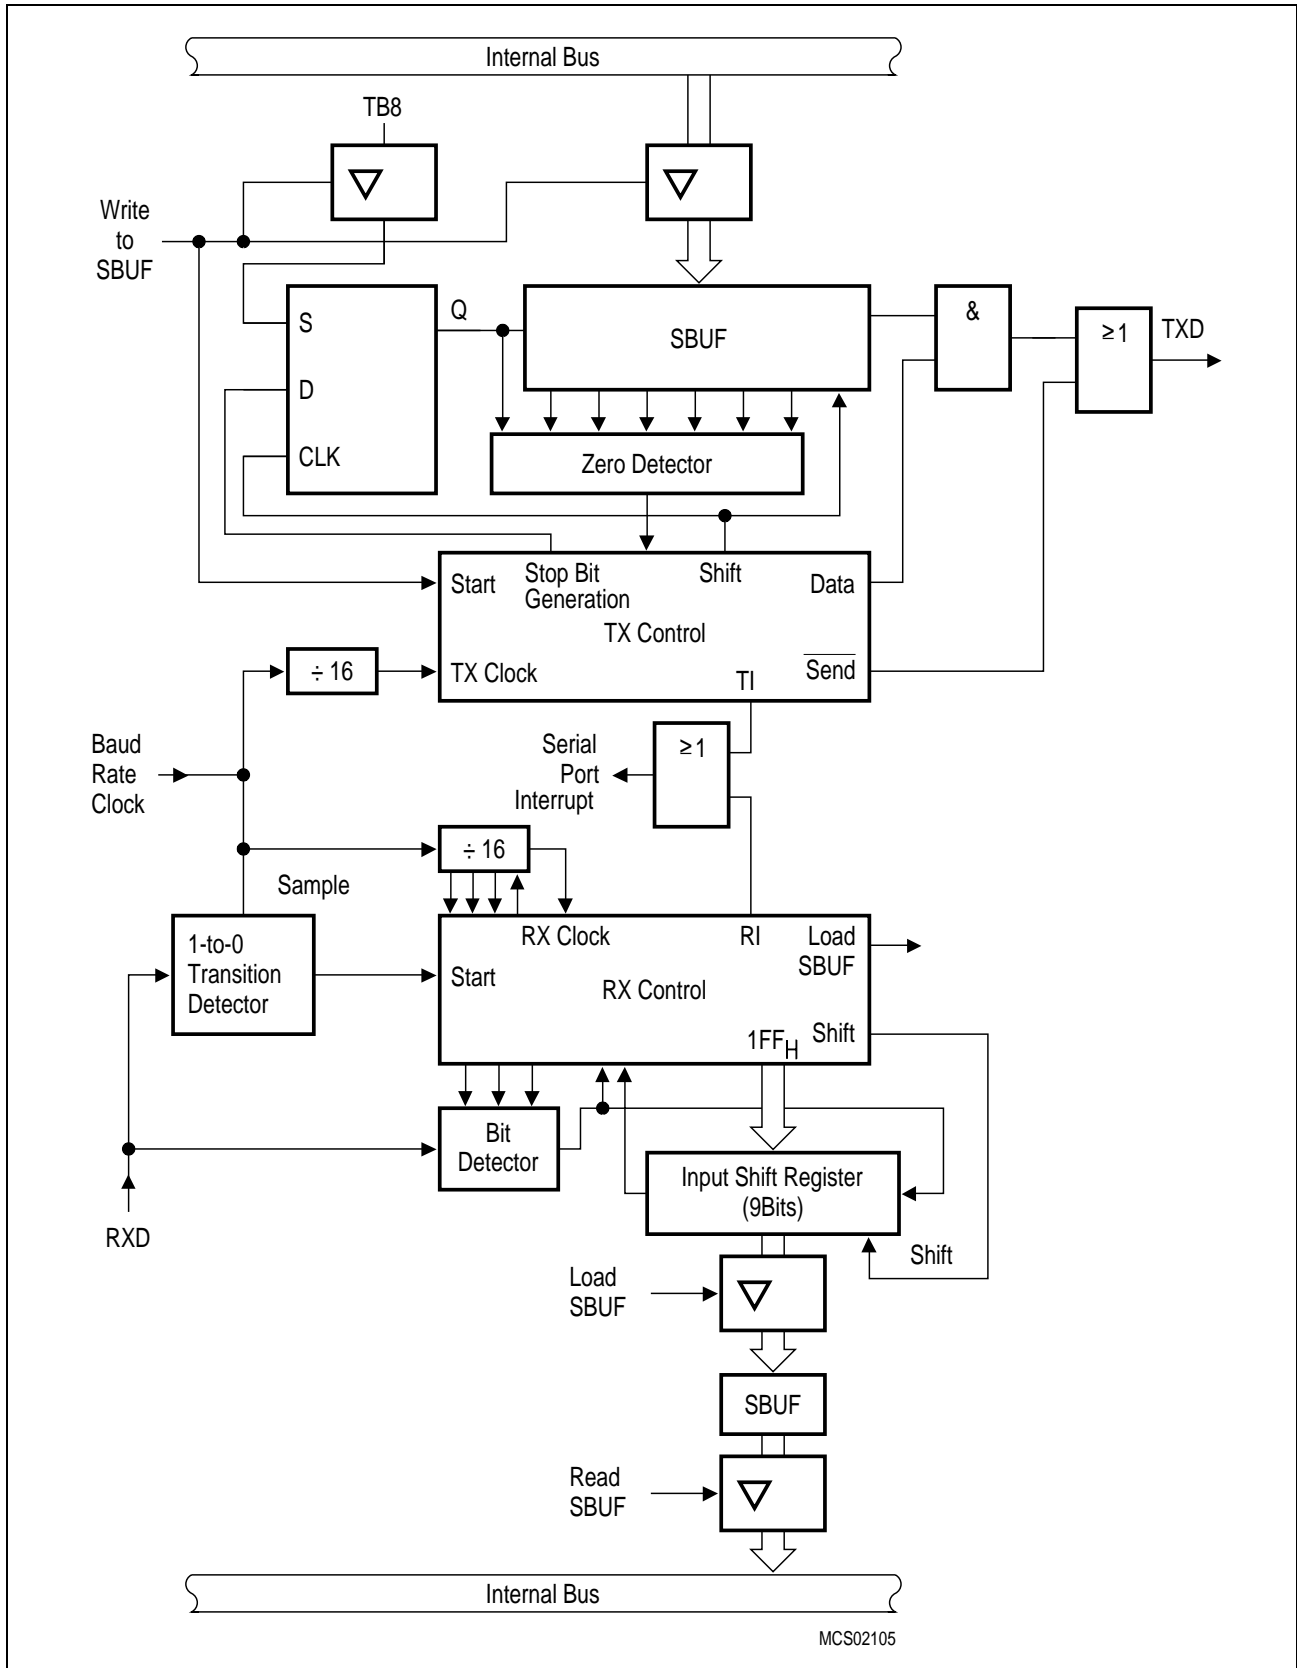 Internal Bus
TB8
Write
to
SBUF
S
D
CLK
Q
SBUF
&
≥1
TXD
Zero Detector
Start
Stop Bit
Generation
Shift
Data
TX Control
÷ 16
TX Clock
TI
Send
Baud
Rate
Clock
Serial
Port
Interrupt
≥1
÷ 16
Sample
1-to-0
Transition
Detector
RX Clock
RI
Load
SBUF
Start
RX Control
1FFH
Shift
Bit
Detector
Input Shift Register
(9Bits)
RXD
Shift
Load
SBUF
SBUF
Read
SBUF
Internal Bus
MCS02105